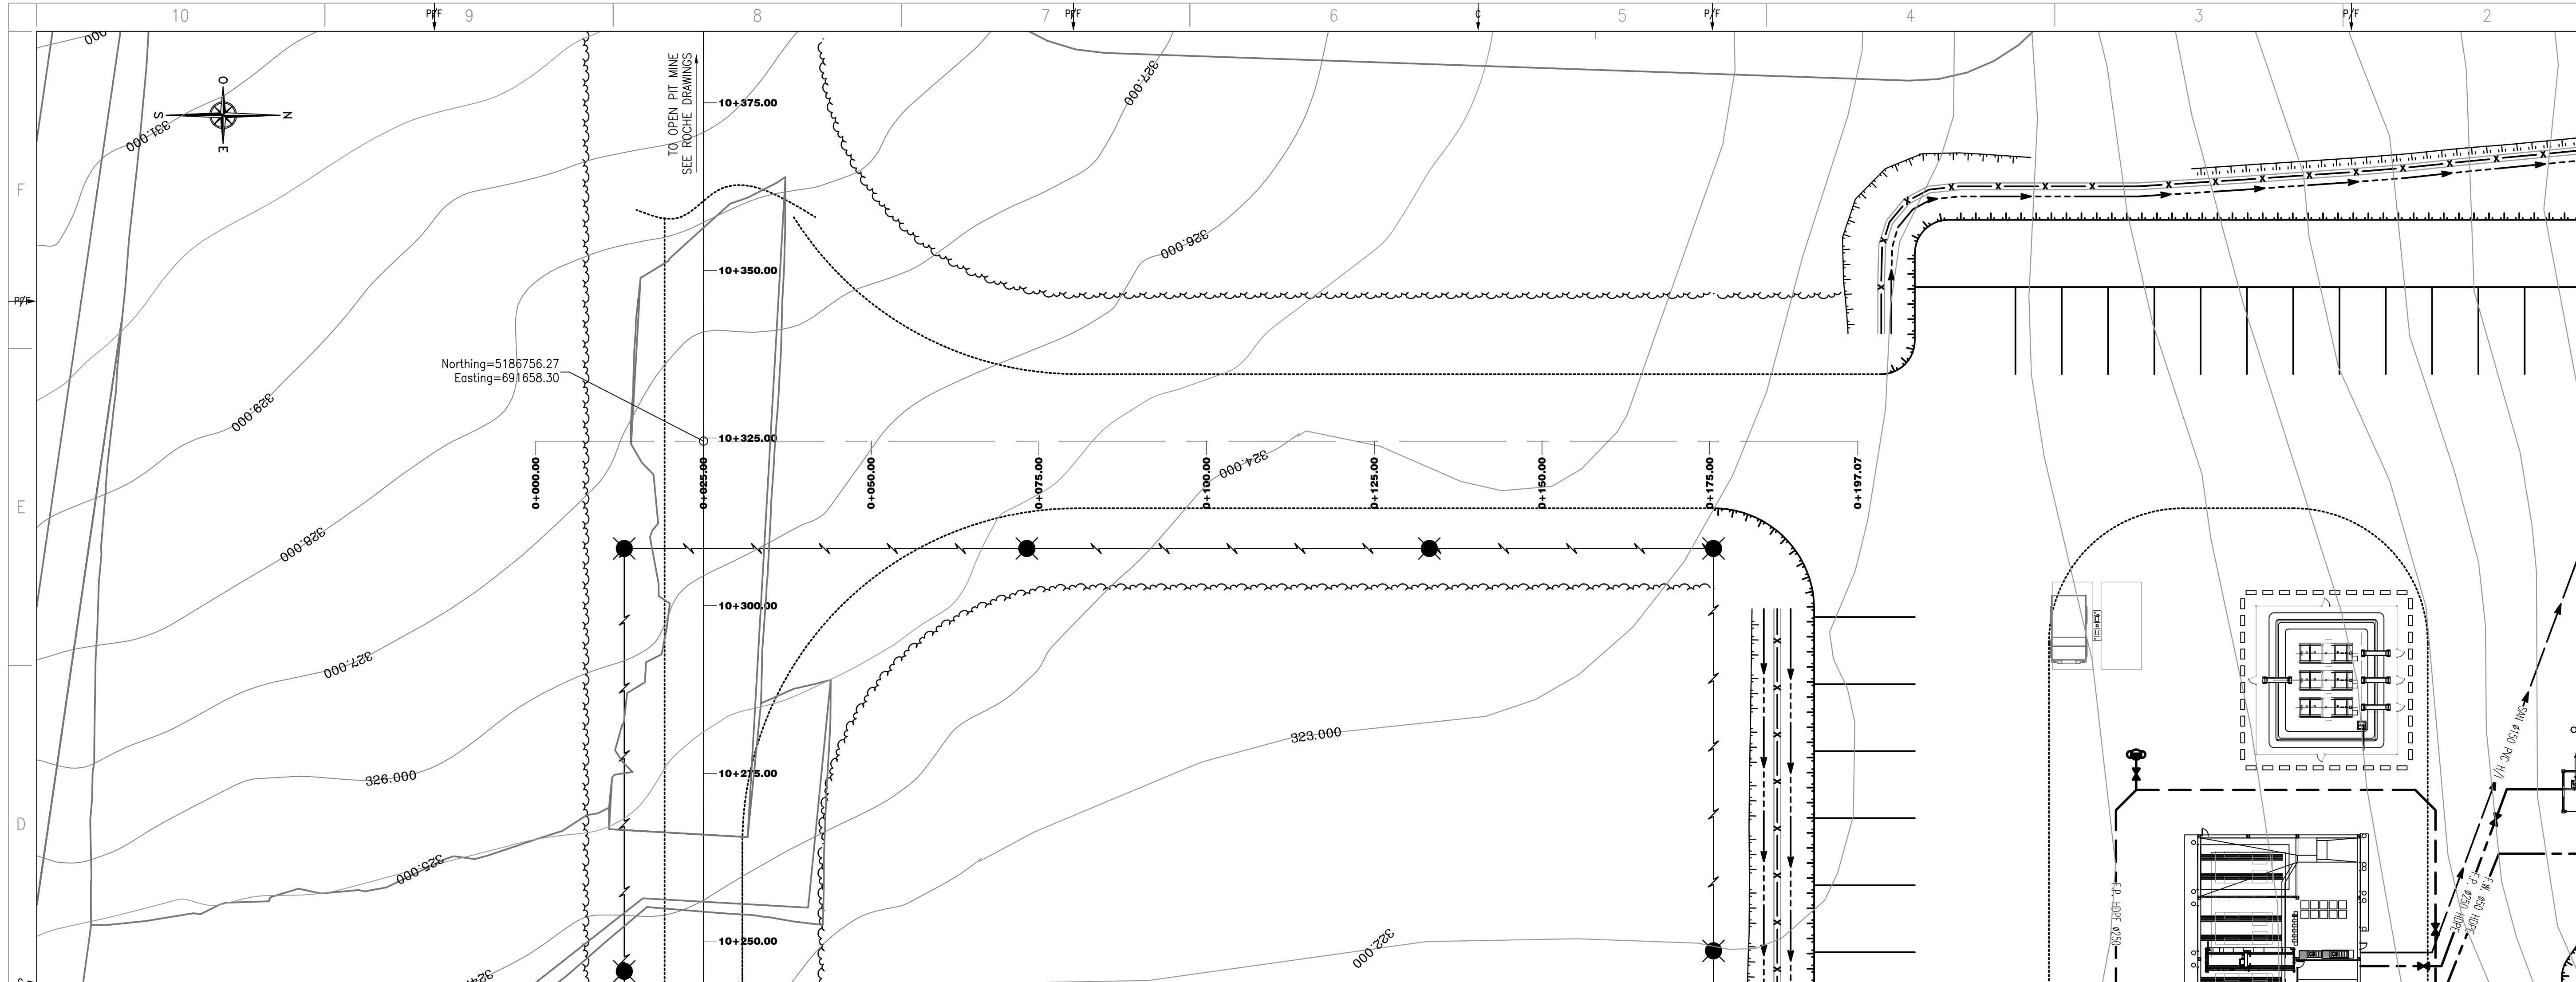 10
P/F
9
8
7
P/F
6
₵
5
P/F
4
3
P/F
2
F
E
D
P/F
O
S
N
E
TO OPEN PIT MINE
SEE ROCHE DRAWINGS
10+375.00
10+350.00
10+325.00
10+300.00
10+275.00
10+250.00
Northing=5186756.27
Easting=691658.30
0+000.00
0+025.00
0+050.00
0+075.00
0+100.00
0+125.00
0+150.00
0+175.00
0+197.07
331.000
329.000
328.000
327.000
326.000
325.000
327.000
326.000
324.000
323.000
322.000
SAN ø150 PVC H/I
F.W. ø50 HDPE
F.P. ø250 HDPE
F.P. HDPE ø250